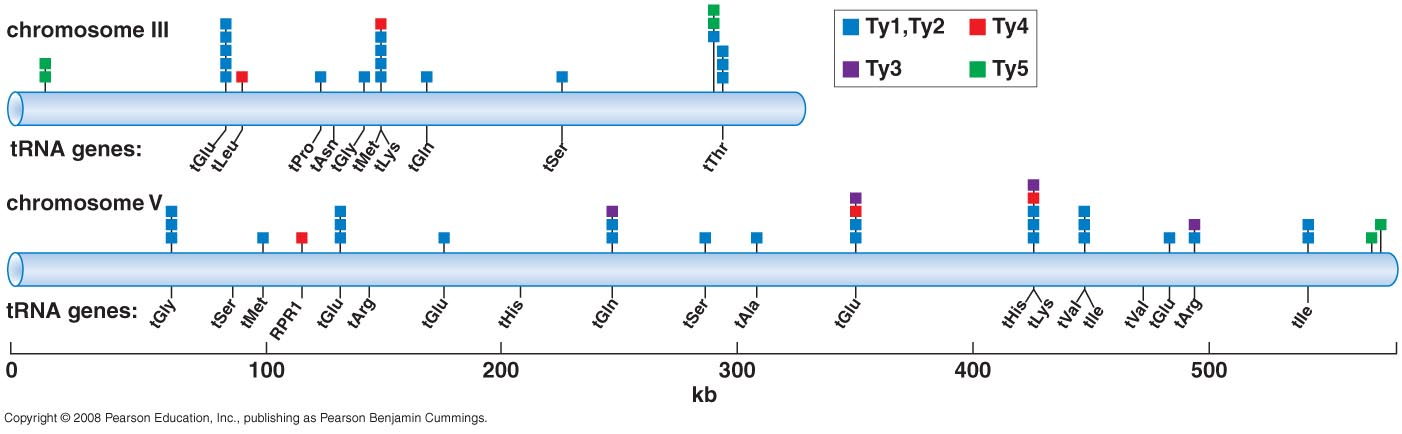 chromosome III
Ty1,Ty2 Ty4
Ty3 Ty5
tRNA genes: tGlu tLeu tPro tAsn tGly tMet tLys tGln tSer tThr
chromosome V
tRNA genes: tGly tSer tMet RPR1 tGlu tArg tGlu tHis tGln tSer tAla tGlu tHis tLys tVal tIle tVal tGlu tArg tIle
0 100 200 300 400 500
kb
Copyright © 2008 Pearson Education, Inc., publishing as Pearson Benjamin Cummings.